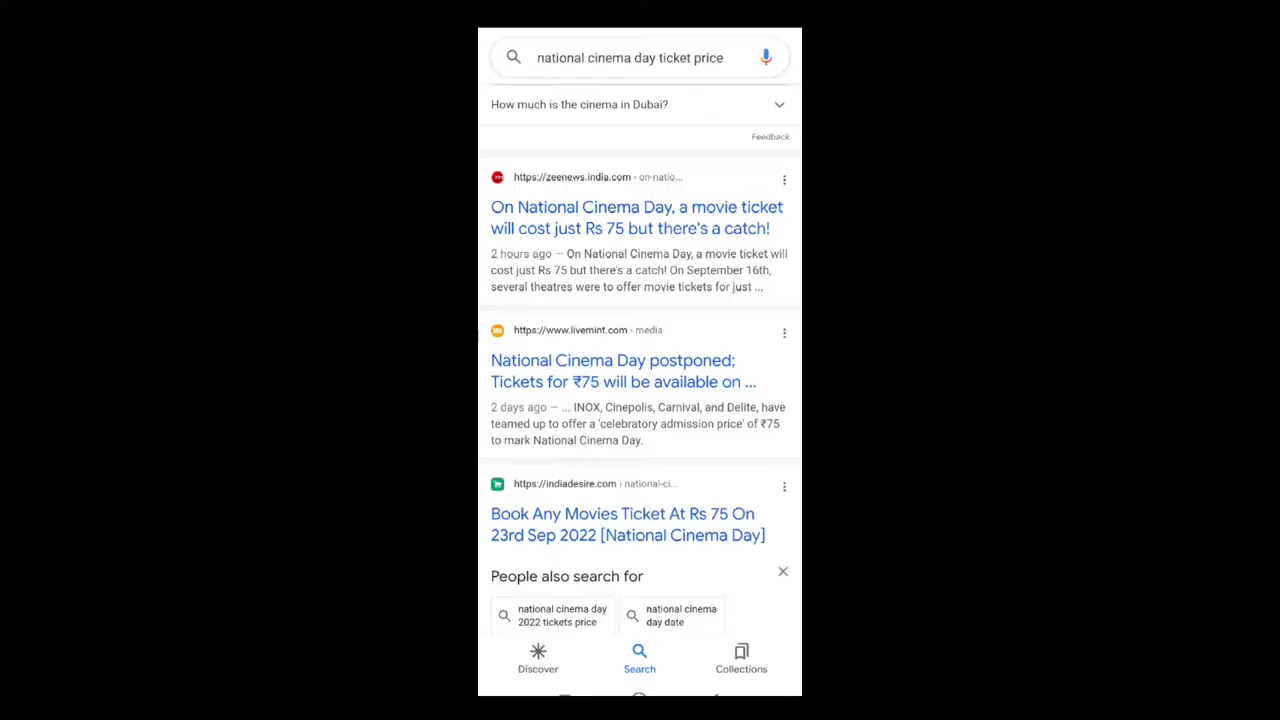 national cinema day ticket price
How much is the cinema in Dubai?
Feedback
https://zeenews.india.com › on-natio...
On National Cinema Day, a movie ticket
will cost just Rs 75 but there's a catch!
2 hours ago — On National Cinema Day, a movie ticket will
cost just Rs 75 but there's a catch! On September 16th,
several theatres were to offer movie tickets for just ...
https://www.livemint.com › media
National Cinema Day postponed;
Tickets for ₹75 will be available on ...
2 days ago — ... INOX, Cinepolis, Carnival, and Delite, have
teamed up to offer a 'celebratory admission price' of ₹75
to mark National Cinema Day.
https://indiadesire.com › national-ci...
Book Any Movies Ticket At Rs 75 On
23rd Sep 2022 [National Cinema Day]
People also search for
national cinema day
2022 tickets price
national cinema
day date
Discover
Search
Collections